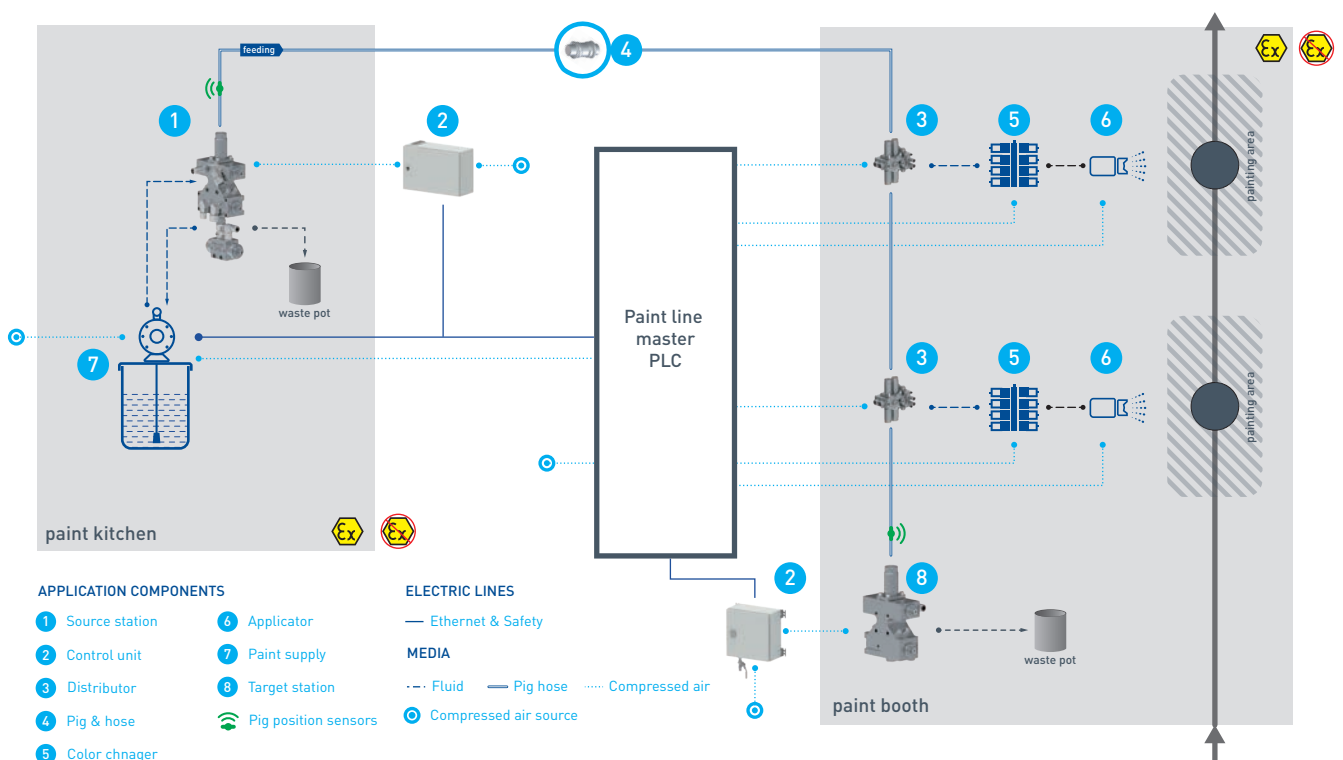 feeding
4
1
2
3
5
6
painting area
waste pot
7
Paint line
master
PLC
3
5
6
painting area
paint kitchen
Ex
Ex
Ex
Ex
2
8
waste pot
paint booth
APPLICATION COMPONENTS
1 Source station
2 Control unit
3 Distributor
4 Pig & hose
5 Color chnager
6 Applicator
7 Paint supply
8 Target station
Pig position sensors
ELECTRIC LINES
Ethernet & Safety
MEDIA
Fluid Pig hose Compressed air
Compressed air source